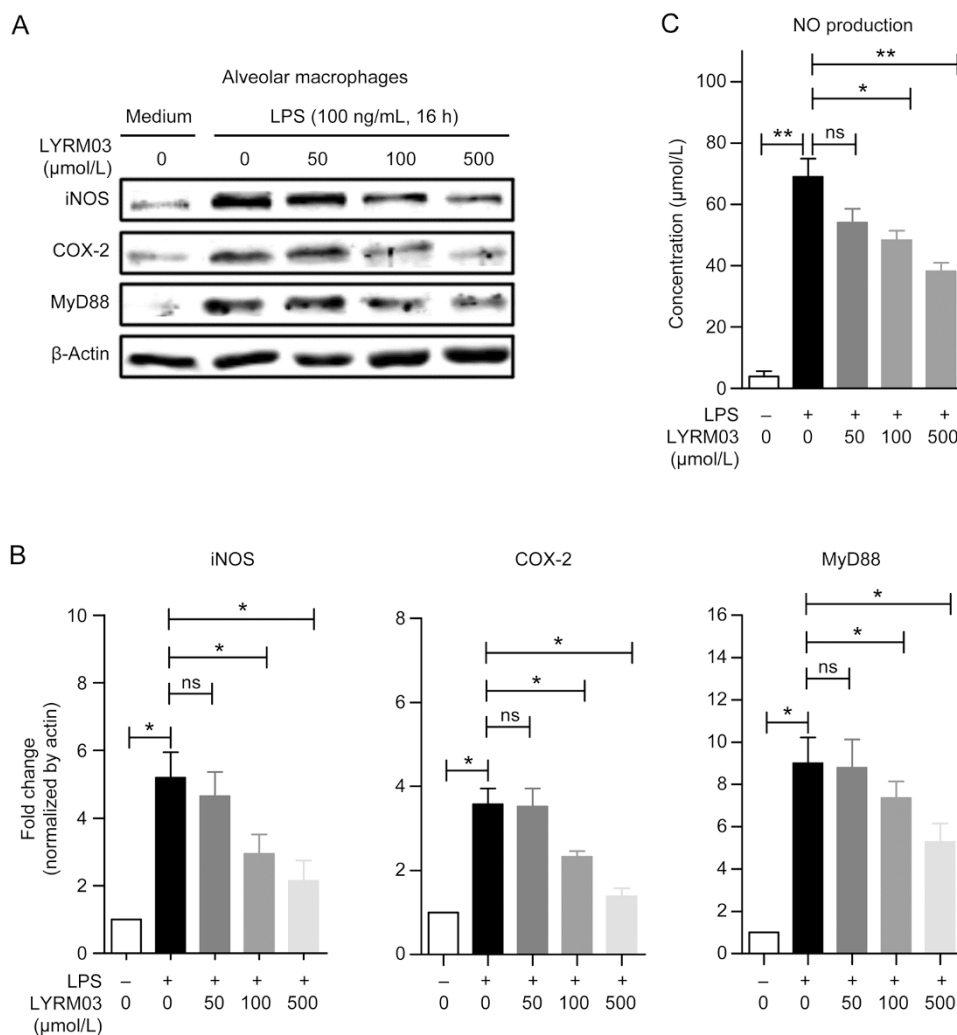 A
Alveolar macrophages
Medium LPS (100 ng/mL, 16 h)
LYRM03 (µmol/L) 0 0 50 100 500
iNOS
COX-2
MyD88
β-Actin
C
NO production
Concentration (µmol/L)
100
80
60
40
20
0
**
*
** ns
LPS – + + + +
LYRM03 (µmol/L) 0 0 50 100 500
B
iNOS
Fold change
(normalized by actin)
10
8
6
4
2
0
*
*
ns
*
LPS – + + + +
LYRM03 (µmol/L) 0 0 50 100 500
COX-2
8
6
4
2
0
*
*
ns
*
– + + + +
0 0 50 100 500
MyD88
16
14
12
10
8
6
4
2
0
*
*
ns
*
– + + + +
0 0 50 100 500